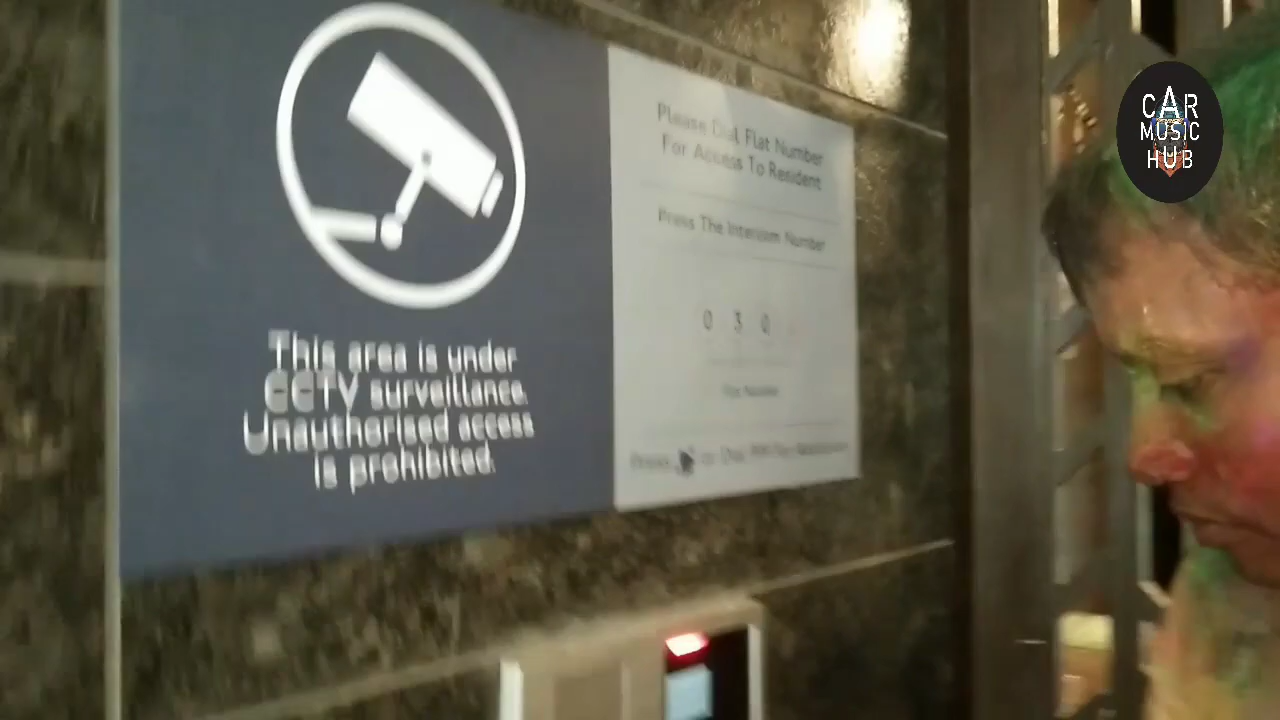 This area is under
CCTV surveillance.
Unauthorised access
is prohibited.
Please Dial Flat Number
For Access To Resident
Press The Intercom Number
0 3 0
Press
CAR
MUSIC
HUB